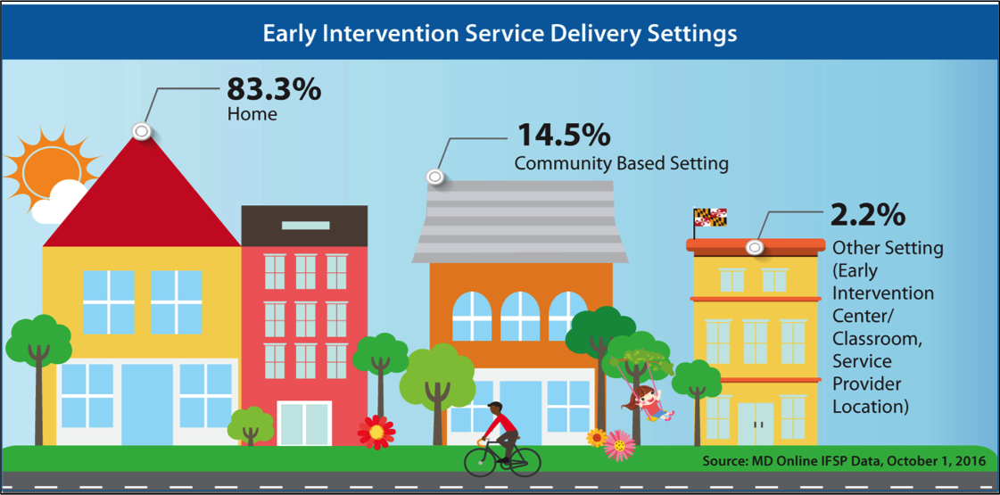 Early Intervention Service Delivery Settings
83.3%
Home
14.5%
Community Based Setting
2.2%
Other Setting
(Early
Intervention
Center/
Classroom,
Service
Provider
Location)
Source: MD Online IFSP Data, October 1, 2016